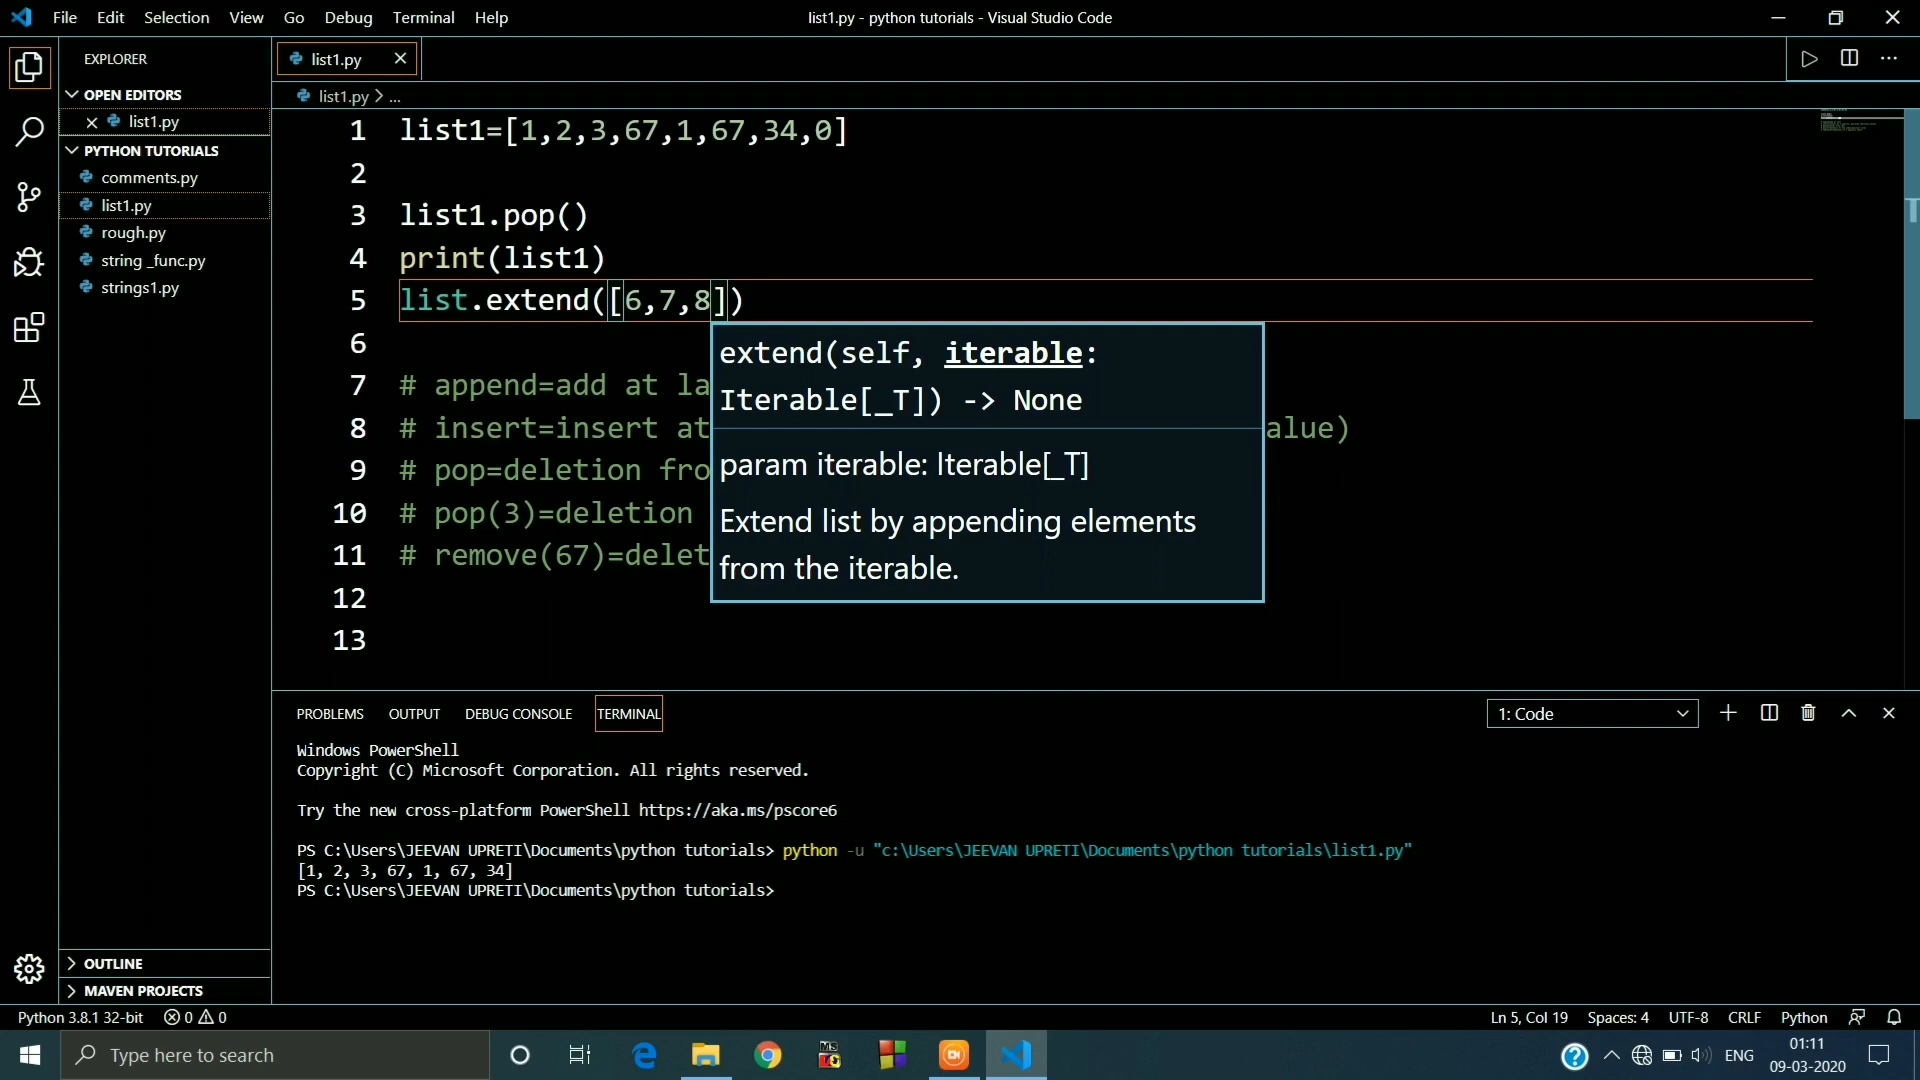 File Edit Selection View Go Debug Terminal Help
list1.py - python tutorials - Visual Studio Code
EXPLORER
OPEN EDITORS
list1.py
PYTHON TUTORIALS
comments.py
list1.py
rough.py
string _func.py
strings1.py
OUTLINE
MAVEN PROJECTS
list1.py
list1.py > ...
1 list1=[1,2,3,67,1,67,34,0]
2
3 list1.pop()
4 print(list1)
5 list.extend([6,7,8])
6
7 # append=add at la
8 # insert=insert at alue)
9 # pop=deletion fro
10 # pop(3)=deletion
11 # remove(67)=delet
12
13
extend(self, iterable:
Iterable[_T]) -> None
param iterable: Iterable[_T]
Extend list by appending elements
from the iterable.
PROBLEMS OUTPUT DEBUG CONSOLE TERMINAL
1: Code
Windows PowerShell
Copyright (C) Microsoft Corporation. All rights reserved.
Try the new cross-platform PowerShell https://aka.ms/pscore6
PS C:\Users\JEEVAN UPRETI\Documents\python tutorials> python -u "c:\Users\JEEVAN UPRETI\Documents\python tutorials\list1.py"
[1, 2, 3, 67, 1, 67, 34]
PS C:\Users\JEEVAN UPRETI\Documents\python tutorials>
Python 3.8.1 32-bit 0 0
Ln 5, Col 19 Spaces: 4 UTF-8 CRLF Python
Type here to search
ENG
01:11
09-03-2020